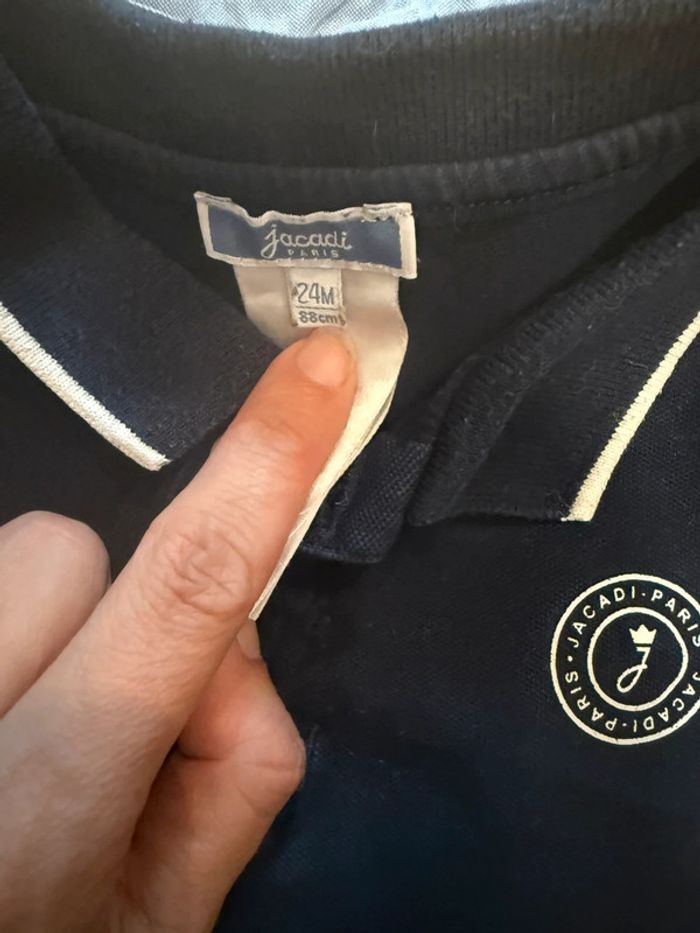 jacadi
PARIS
24M
88cm
JACADI · PARIS · JACADI · PARIS ·
J